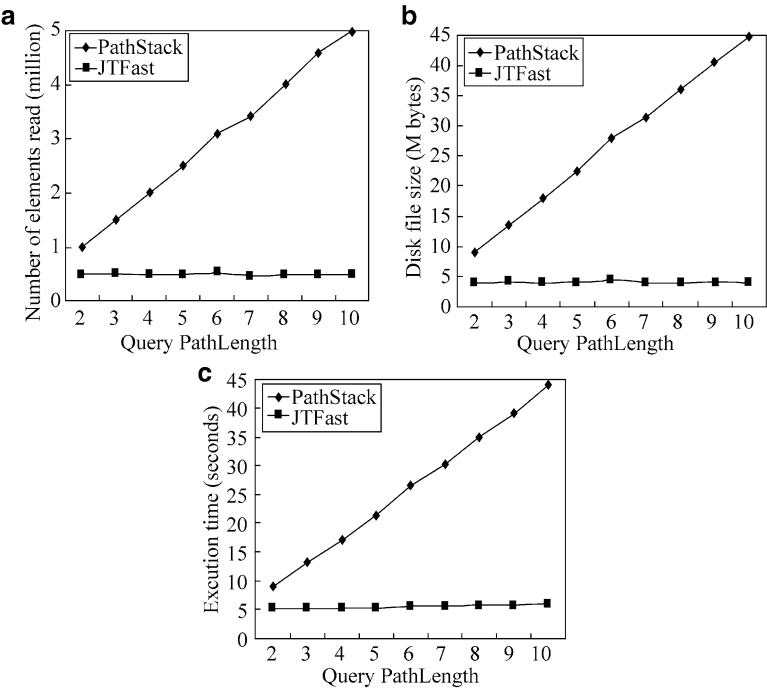 a
Number of elements read (million)
5
4
3
2
1
0
PathStack
JTFast
2 3 4 5 6 7 8 9 10
Query PathLength
b
Disk file size (M bytes)
45
40
35
30
25
20
15
10
5
0
PathStack
JTFast
2 3 4 5 6 7 8 9 10
Query PathLength
c
Excution time (seconds)
45
40
35
30
25
20
15
10
5
0
PathStack
JTFast
2 3 4 5 6 7 8 9 10
Query PathLength